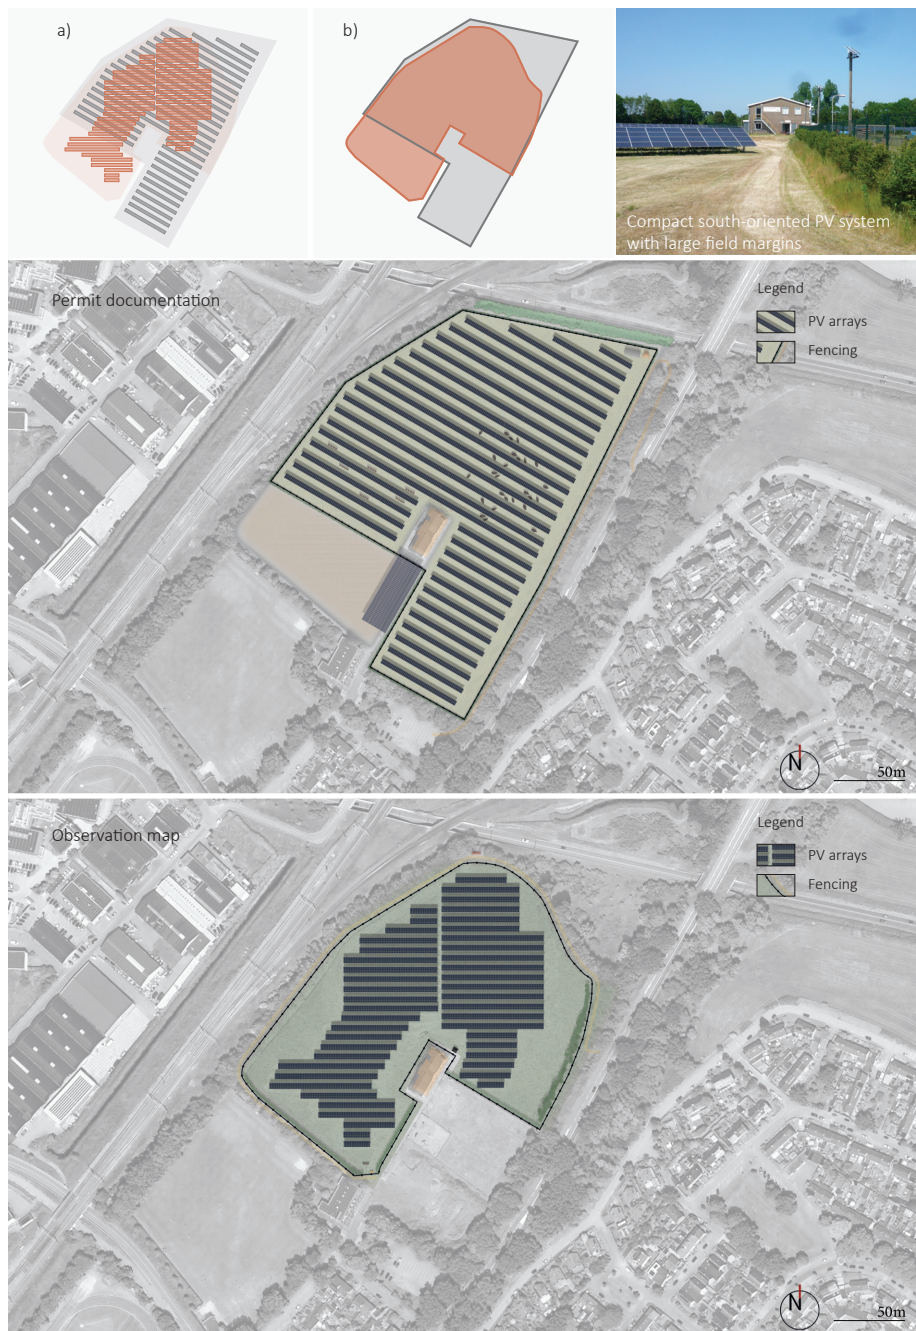 a)
b)
Compact south-oriented PV system
with large field margins
Permit documentation
Legend
PV arrays
Fencing
N
50m
Observation map
Legend
PV arrays
Fencing
N
50m